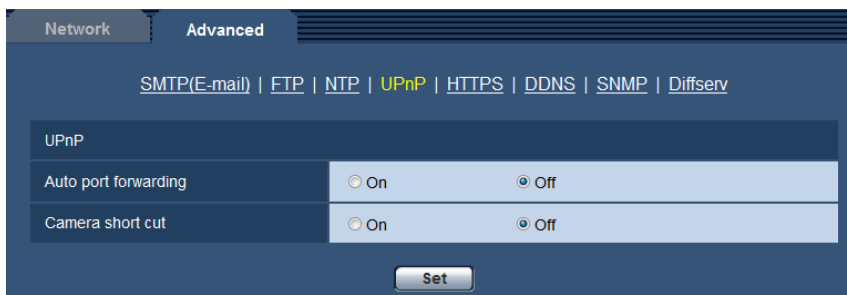 Network Advanced
SMTP(E-mail) | FTP | NTP | UPnP | HTTPS | DDNS | SNMP | Diffserv
UPnP
Auto port forwarding On Off
Camera short cut On Off
Set